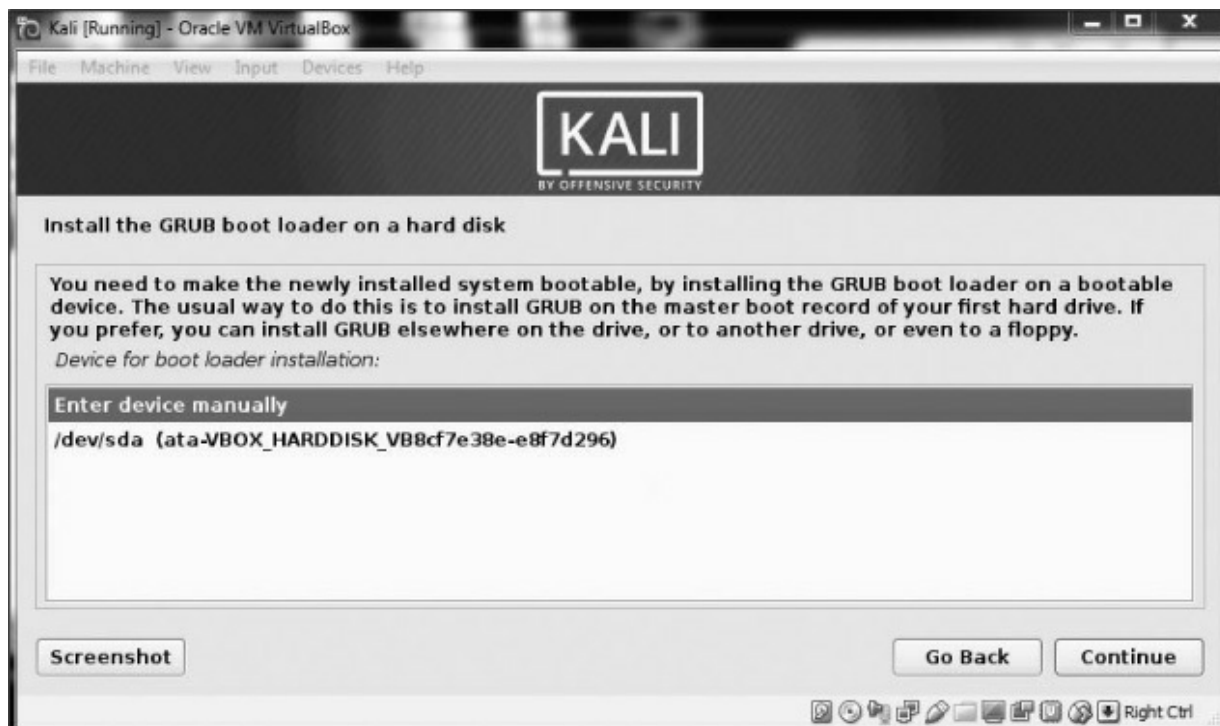 Kali [Running] - Oracle VM VirtualBox
File Machine View Input Devices Help
KALI
BY OFFENSIVE SECURITY
Install the GRUB boot loader on a hard disk
You need to make the newly installed system bootable, by installing the GRUB boot loader on a bootable
device. The usual way to do this is to install GRUB on the master boot record of your first hard drive. If
you prefer, you can install GRUB elsewhere on the drive, or to another drive, or even to a floppy.
Device for boot loader installation:
Enter device manually
/dev/sda (ata-VBOX_HARDDISK_VB8cf7e38e-e8f7d296)
Screenshot
Go Back
Continue
Right Ctrl